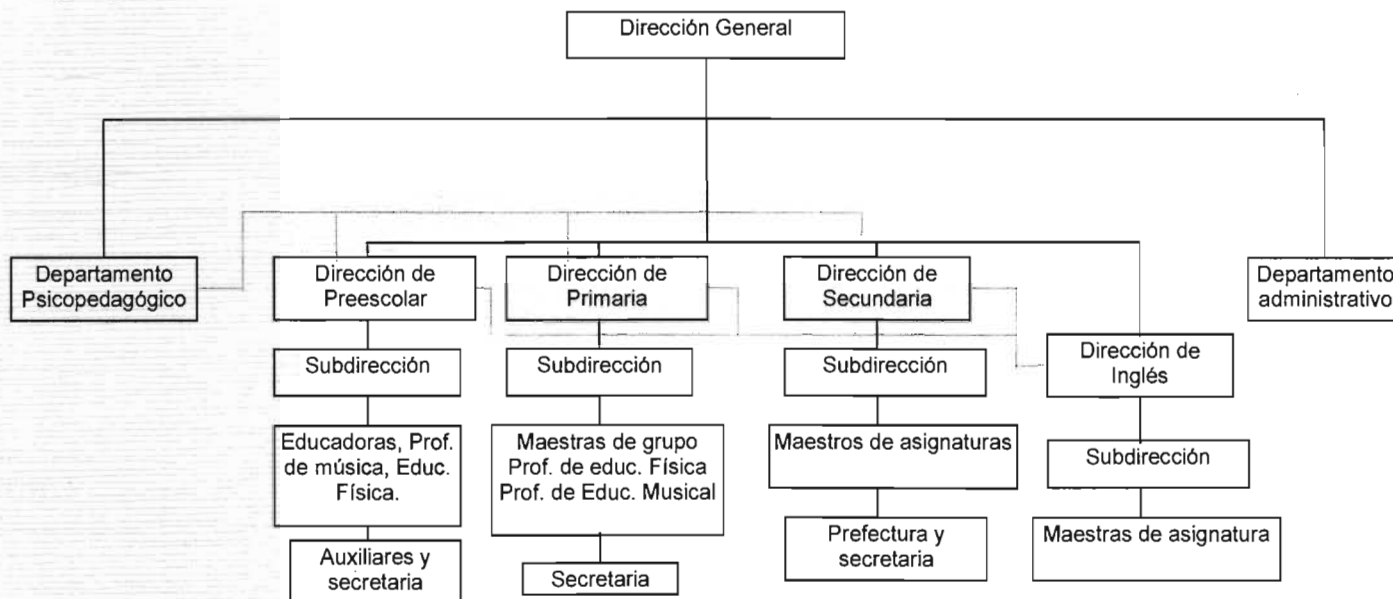 Dirección General
Departamento
Psicopedagógico
Dirección de
Preescolar
Dirección de
Primaria
Dirección de
Secundaria
Departamento
administrativo
Dirección de
Inglés
Subdirección
Subdirección
Subdirección
Subdirección
Educadoras, Prof.
de música, Educ.
Física.
Maestras de grupo
Prof. de educ. Física
Prof. de Educ. Musical
Maestros de asignaturas
Maestras de asignatura
Auxiliares y
secretaria
Secretaria
Prefectura y
secretaria